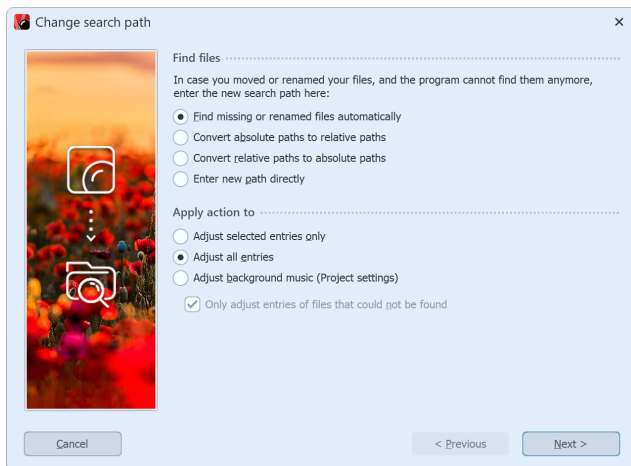 Change search path
Find files
In case you moved or renamed your files, and the program cannot find them anymore,
enter the new search path here:
Find missing or renamed files automatically
Convert absolute paths to relative paths
Convert relative paths to absolute paths
Enter new path directly
Apply action to
Adjust selected entries only
Adjust all entries
Adjust background music (Project settings)
Only adjust entries of files that could not be found
Cancel
< Previous
Next >